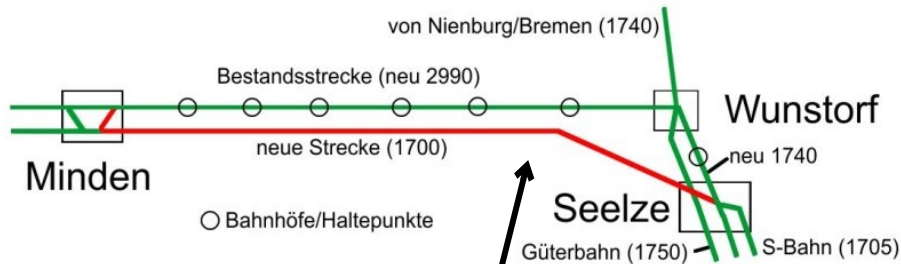 von Nienburg/Bremen (1740)
Bestandsstrecke (neu 2990)
Wunstorf
neue Strecke (1700)
neu 1740
Minden
Seelze
Bahnhöfe/Haltepunkte
Güterbahn (1750)
S-Bahn (1705)